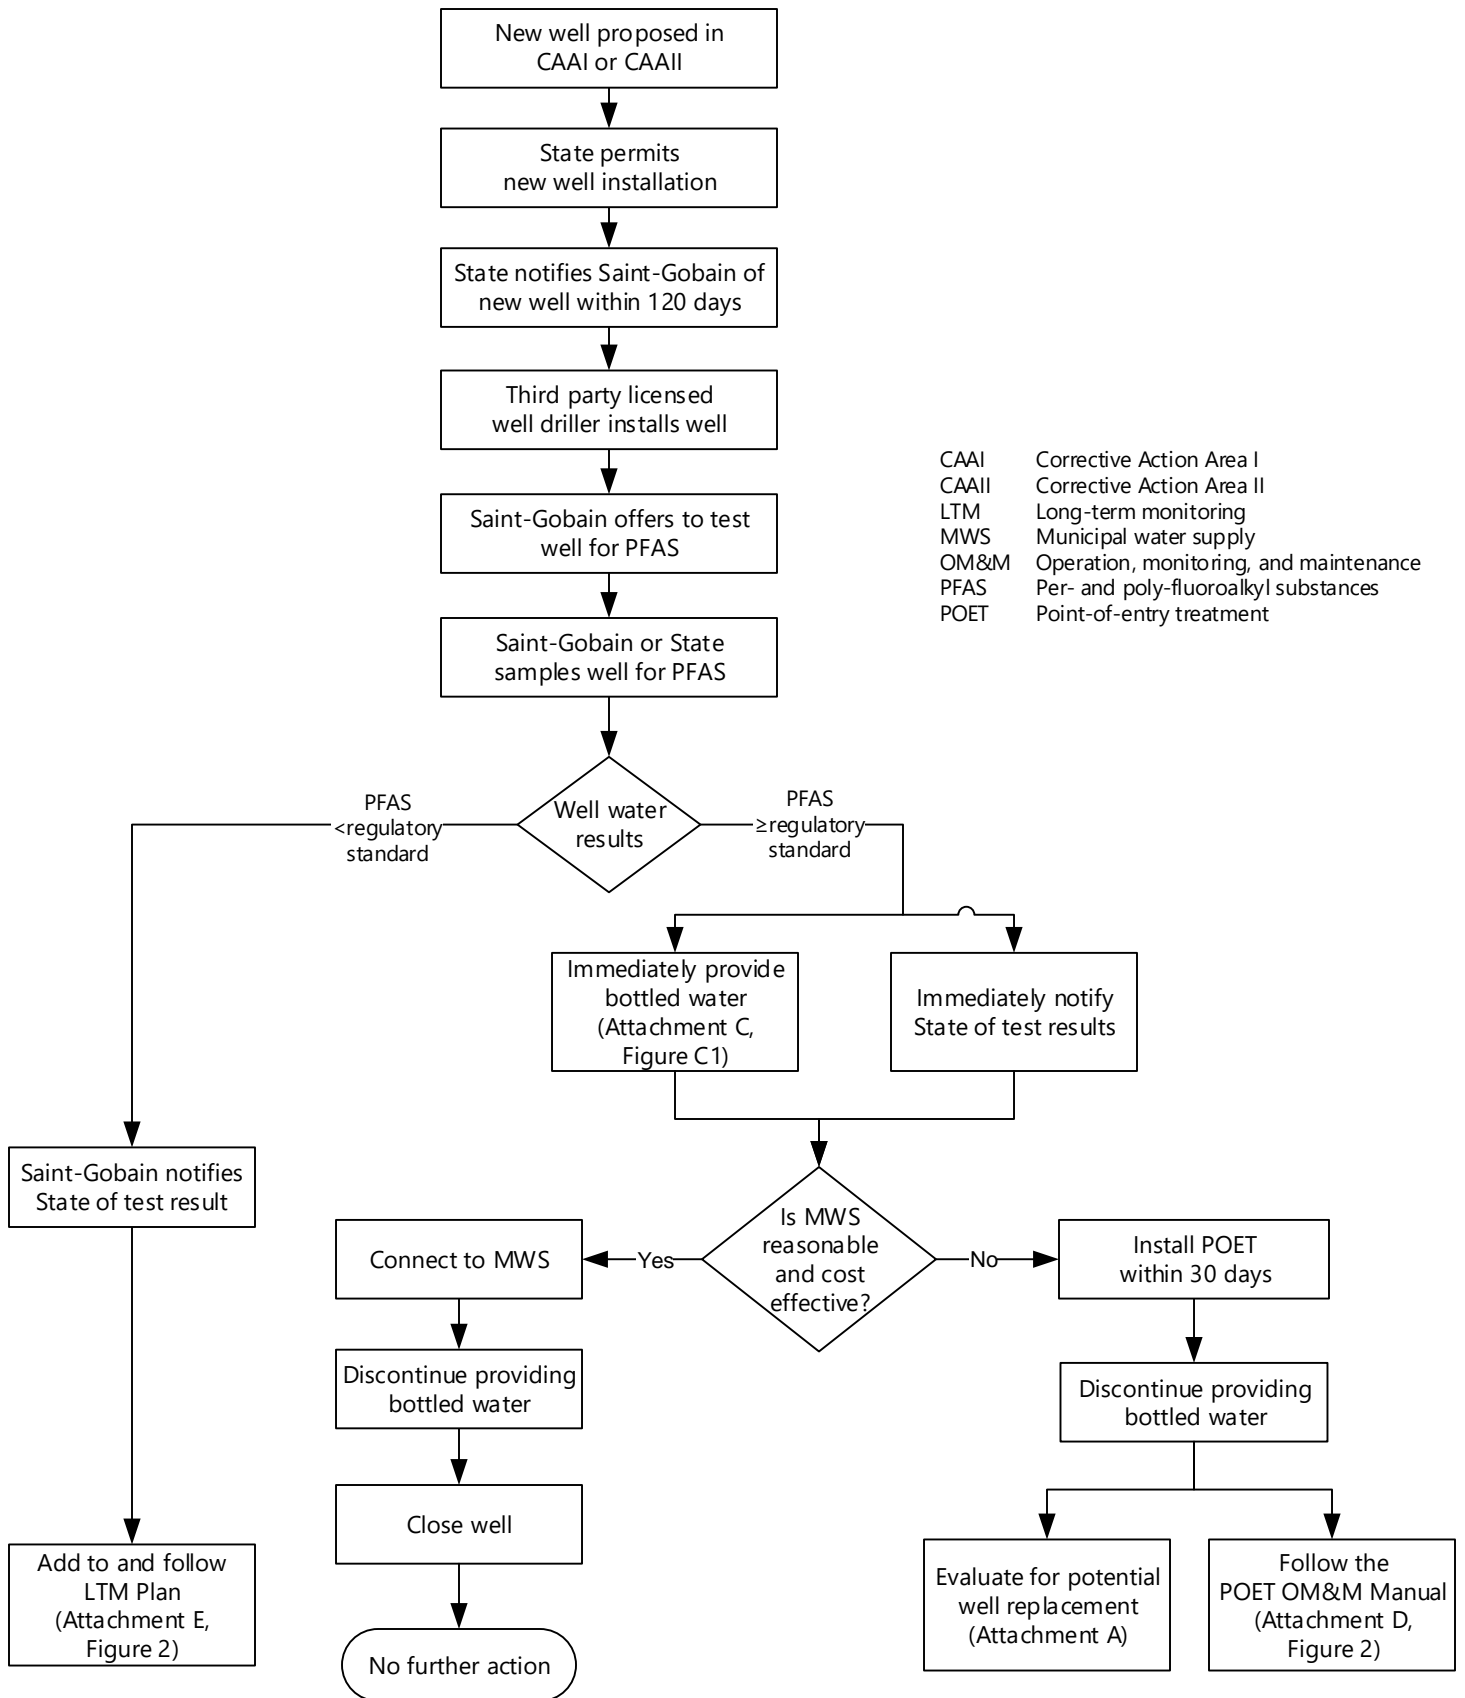 New well proposed in
CAAI or CAAII
State permits
new well installation
State notifies Saint-Gobain of
new well within 120 days
Third party licensed
well driller installs well
Saint-Gobain offers to test
well for PFAS
Saint-Gobain or State
samples well for PFAS
CAAI Corrective Action Area I
CAAII Corrective Action Area II
LTM Long-term monitoring
MWS Municipal water supply
OM&M Operation, monitoring, and maintenance
PFAS Per- and poly-fluoroalkyl substances
POET Point-of-entry treatment
Well water
results
PFAS
<regulatory
standard
PFAS
≥regulatory
standard
Immediately provide
bottled water
(Attachment C,
Figure C1)
Immediately notify
State of test results
Saint-Gobain notifies
State of test result
Is MWS
reasonable
and cost
effective?
Yes
No
Connect to MWS
Install POET
within 30 days
Discontinue providing
bottled water
Discontinue providing
bottled water
Close well
No further action
Add to and follow
LTM Plan
(Attachment E,
Figure 2)
Evaluate for potential
well replacement
(Attachment A)
Follow the
POET OM&M Manual
(Attachment D,
Figure 2)